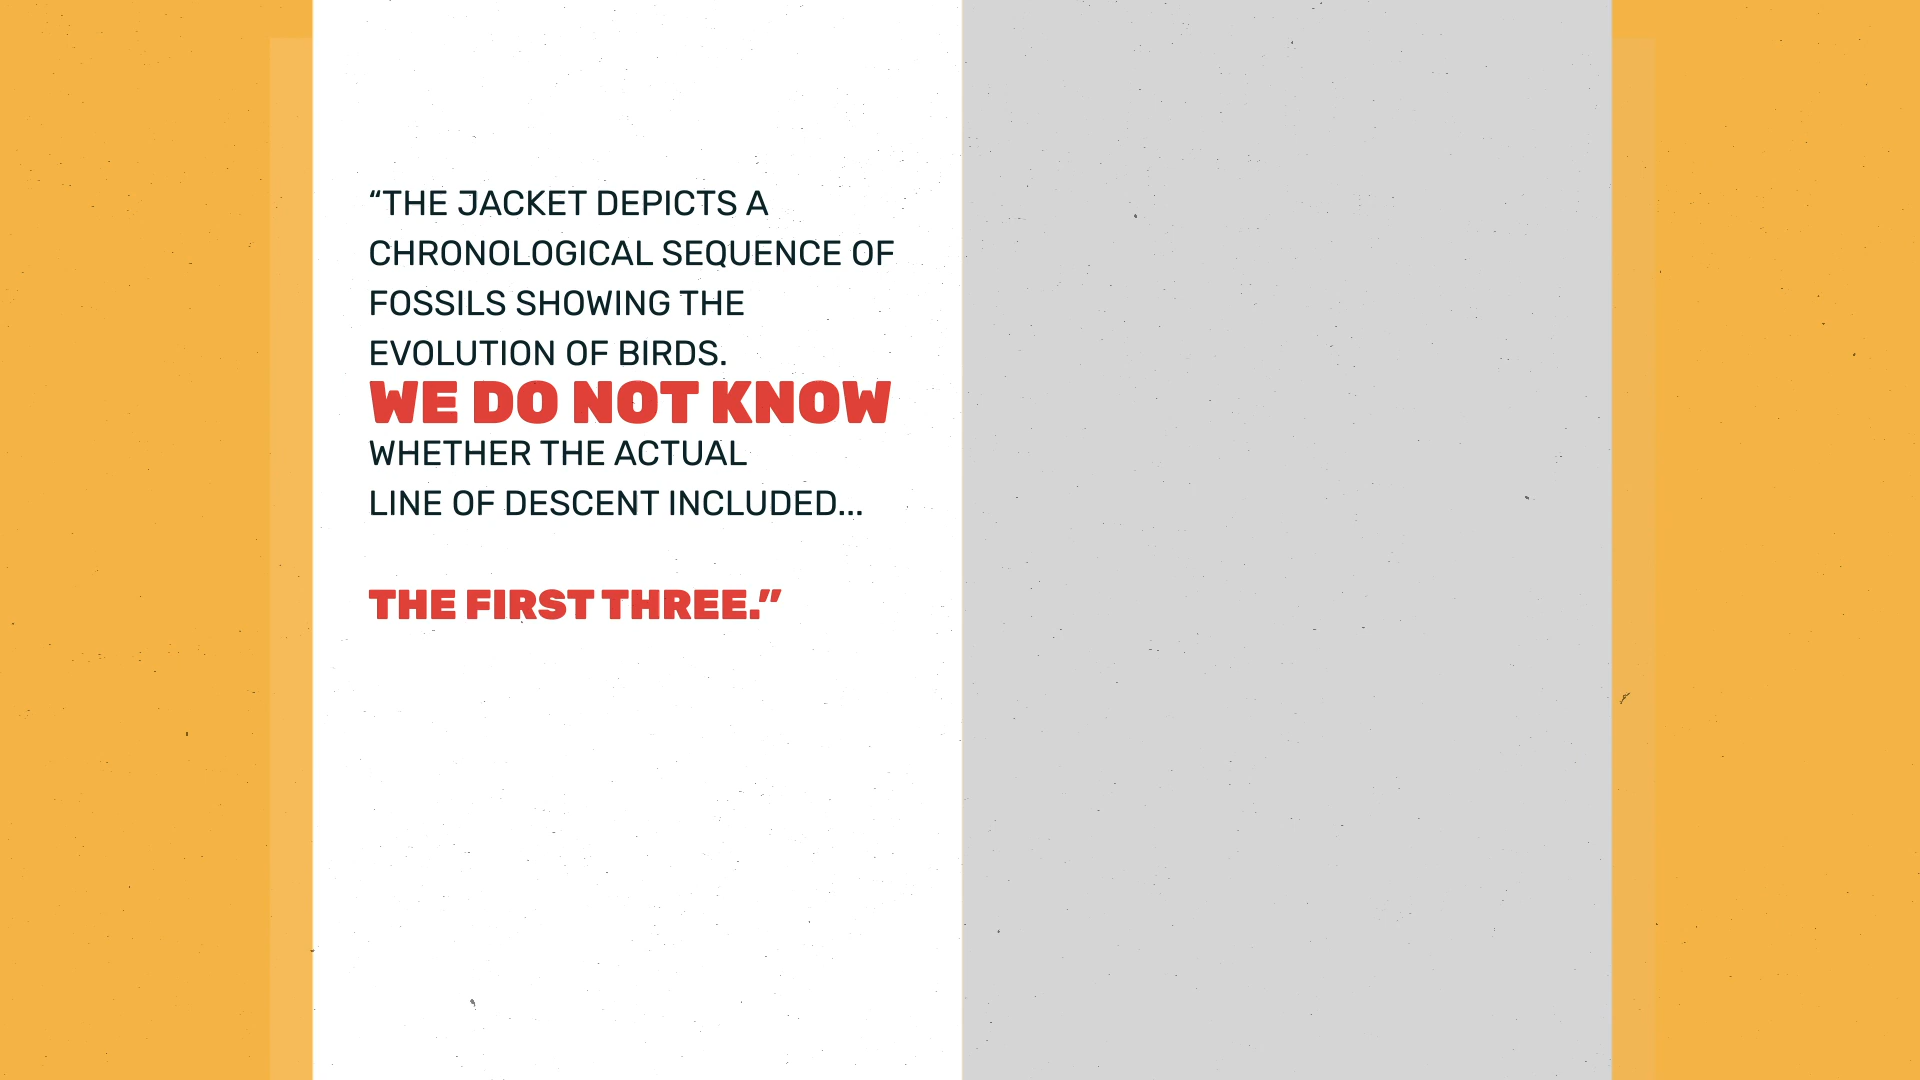 “THE JACKET DEPICTS A
CHRONOLOGICAL SEQUENCE OF
FOSSILS SHOWING THE
EVOLUTION OF BIRDS.
WE DO NOT KNOW
WHETHER THE ACTUAL
LINE OF DESCENT INCLUDED...
THE FIRST THREE.”